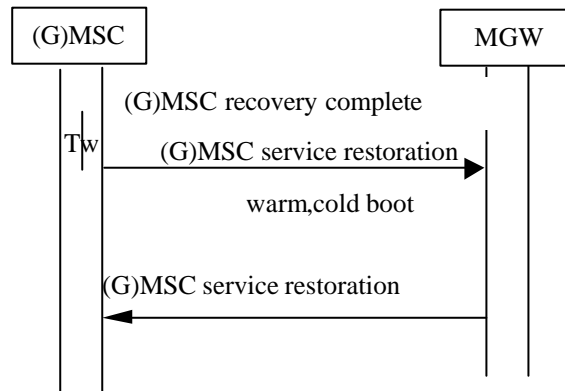 (G)MSC
MGW
(G)MSC recovery complete
Tw
(G)MSC service restoration
warm,cold boot
(G)MSC service restoration